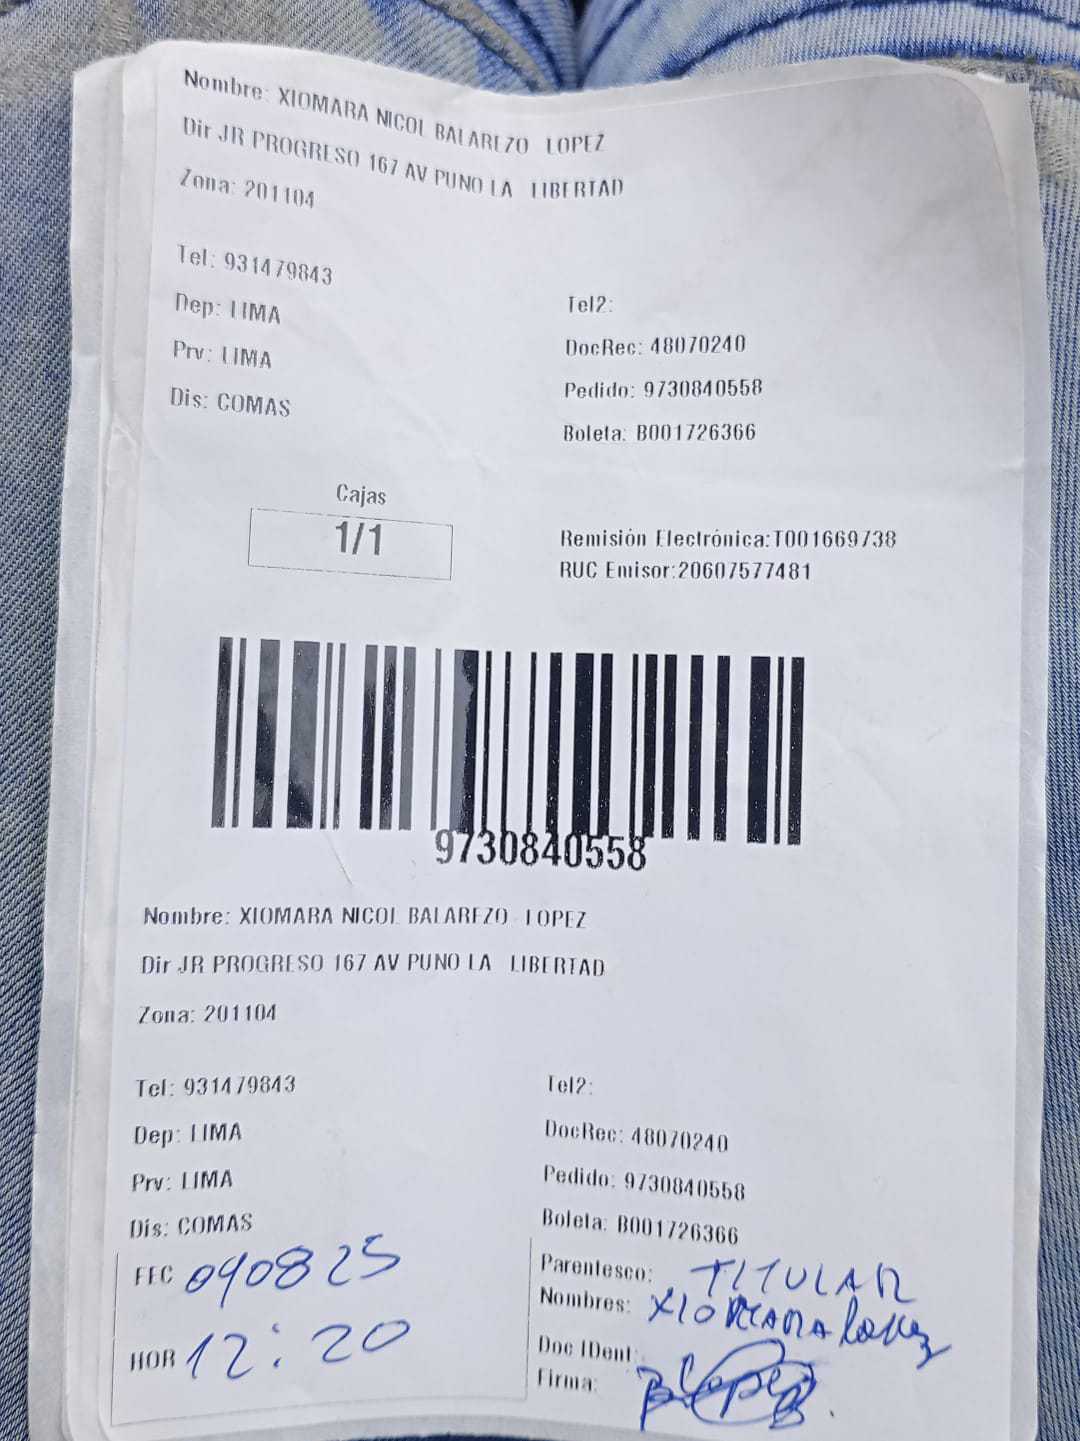 Nombre: XIOMARA NICOL BALAREZO LOPEZ
Dir JR PROGRESO 167 AV PUNO LA LIBERTAD
Zona: 201104
Tel: 931479843
Tel2:
Dep: LIMA
DocRec: 48070240
Prv: LIMA
Pedido: 9730840558
Dis: COMAS
Boleta: B001726366
Cajas
1/1
Remisión Electrónica:T001669738
RUC Emisor:20607577481
9730840558
Nombre: XIOMARA NICOL BALAREZO LOPEZ
Dir JR PROGRESO 167 AV PUNO LA LIBERTAD
Zona: 201104
Tel: 931479843
Tel2:
Dep: LIMA
DocRec: 48070240
Prv: LIMA
Pedido: 9730840558
Dis: COMAS
Boleta: B001726366
FEC 090825
Parentesco: TITULAR
Nombres: XIOMARA Lopez
HOR 12:20
Doc IDent:
Firma: